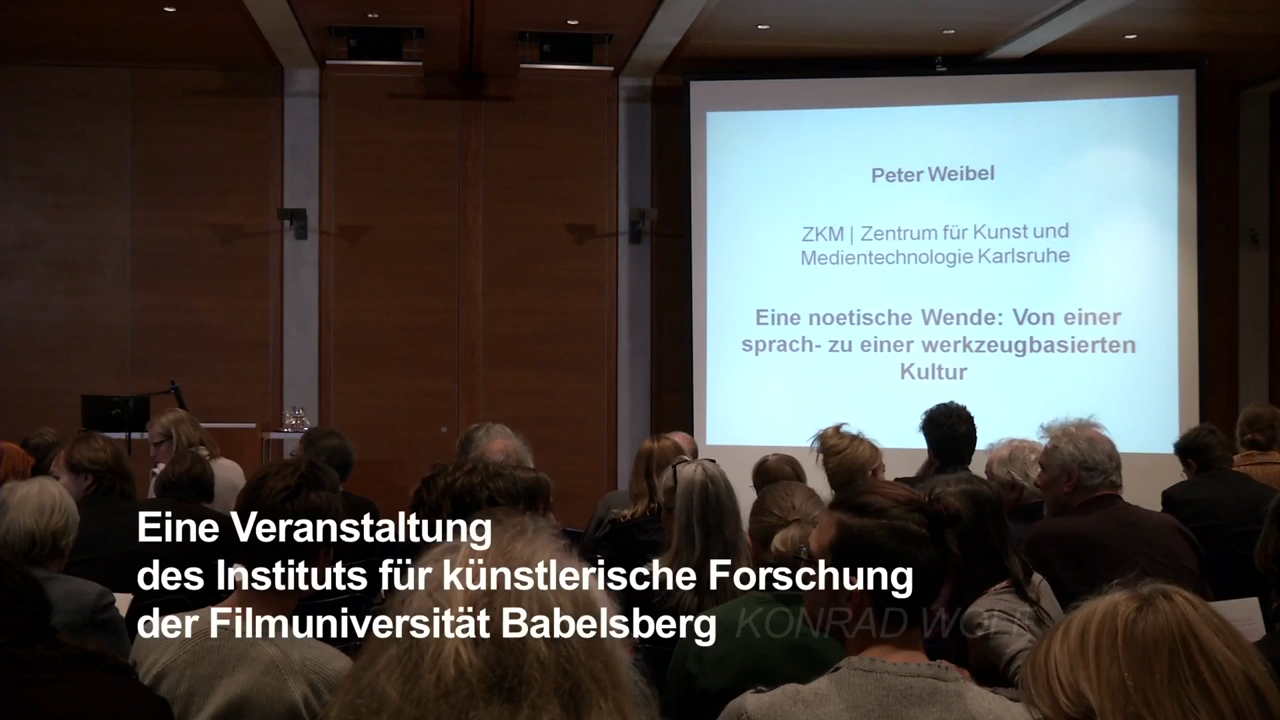 Peter Weibel
ZKM | Zentrum für Kunst und
Medientechnologie Karlsruhe
Eine noetische Wende: Von einer
sprach- zu einer werkzeugbasierten
Kultur
Eine Veranstaltung
des Instituts für künstlerische Forschung
der Filmuniversität Babelsberg KONRAD WOLF